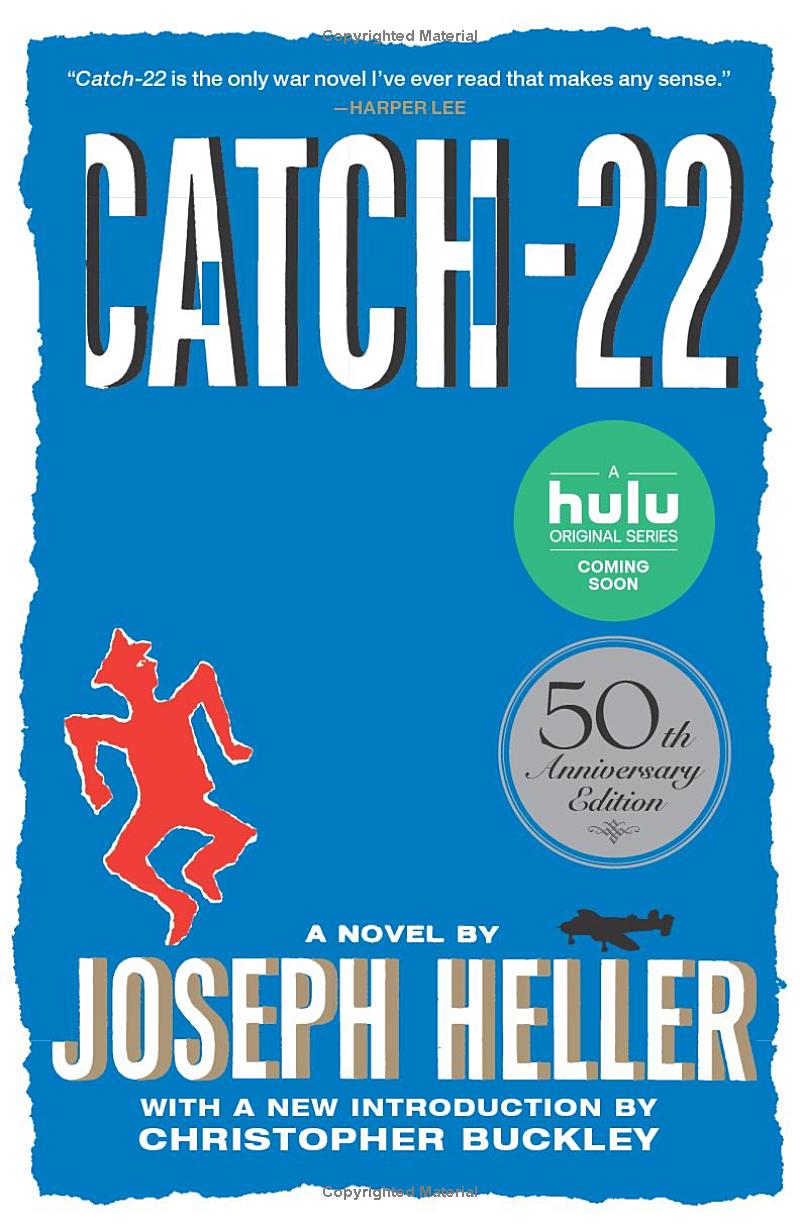 Copyrighted Material
“Catch-22 is the only war novel I’ve ever read that makes any sense.”
—HARPER LEE
CATCH-22
A
hulu
ORIGINAL SERIES
COMING
SOON
50th
Anniversary
Edition
A NOVEL BY
JOSEPH HELLER
WITH A NEW INTRODUCTION BY
CHRISTOPHER BUCKLEY
Copyrighted Material